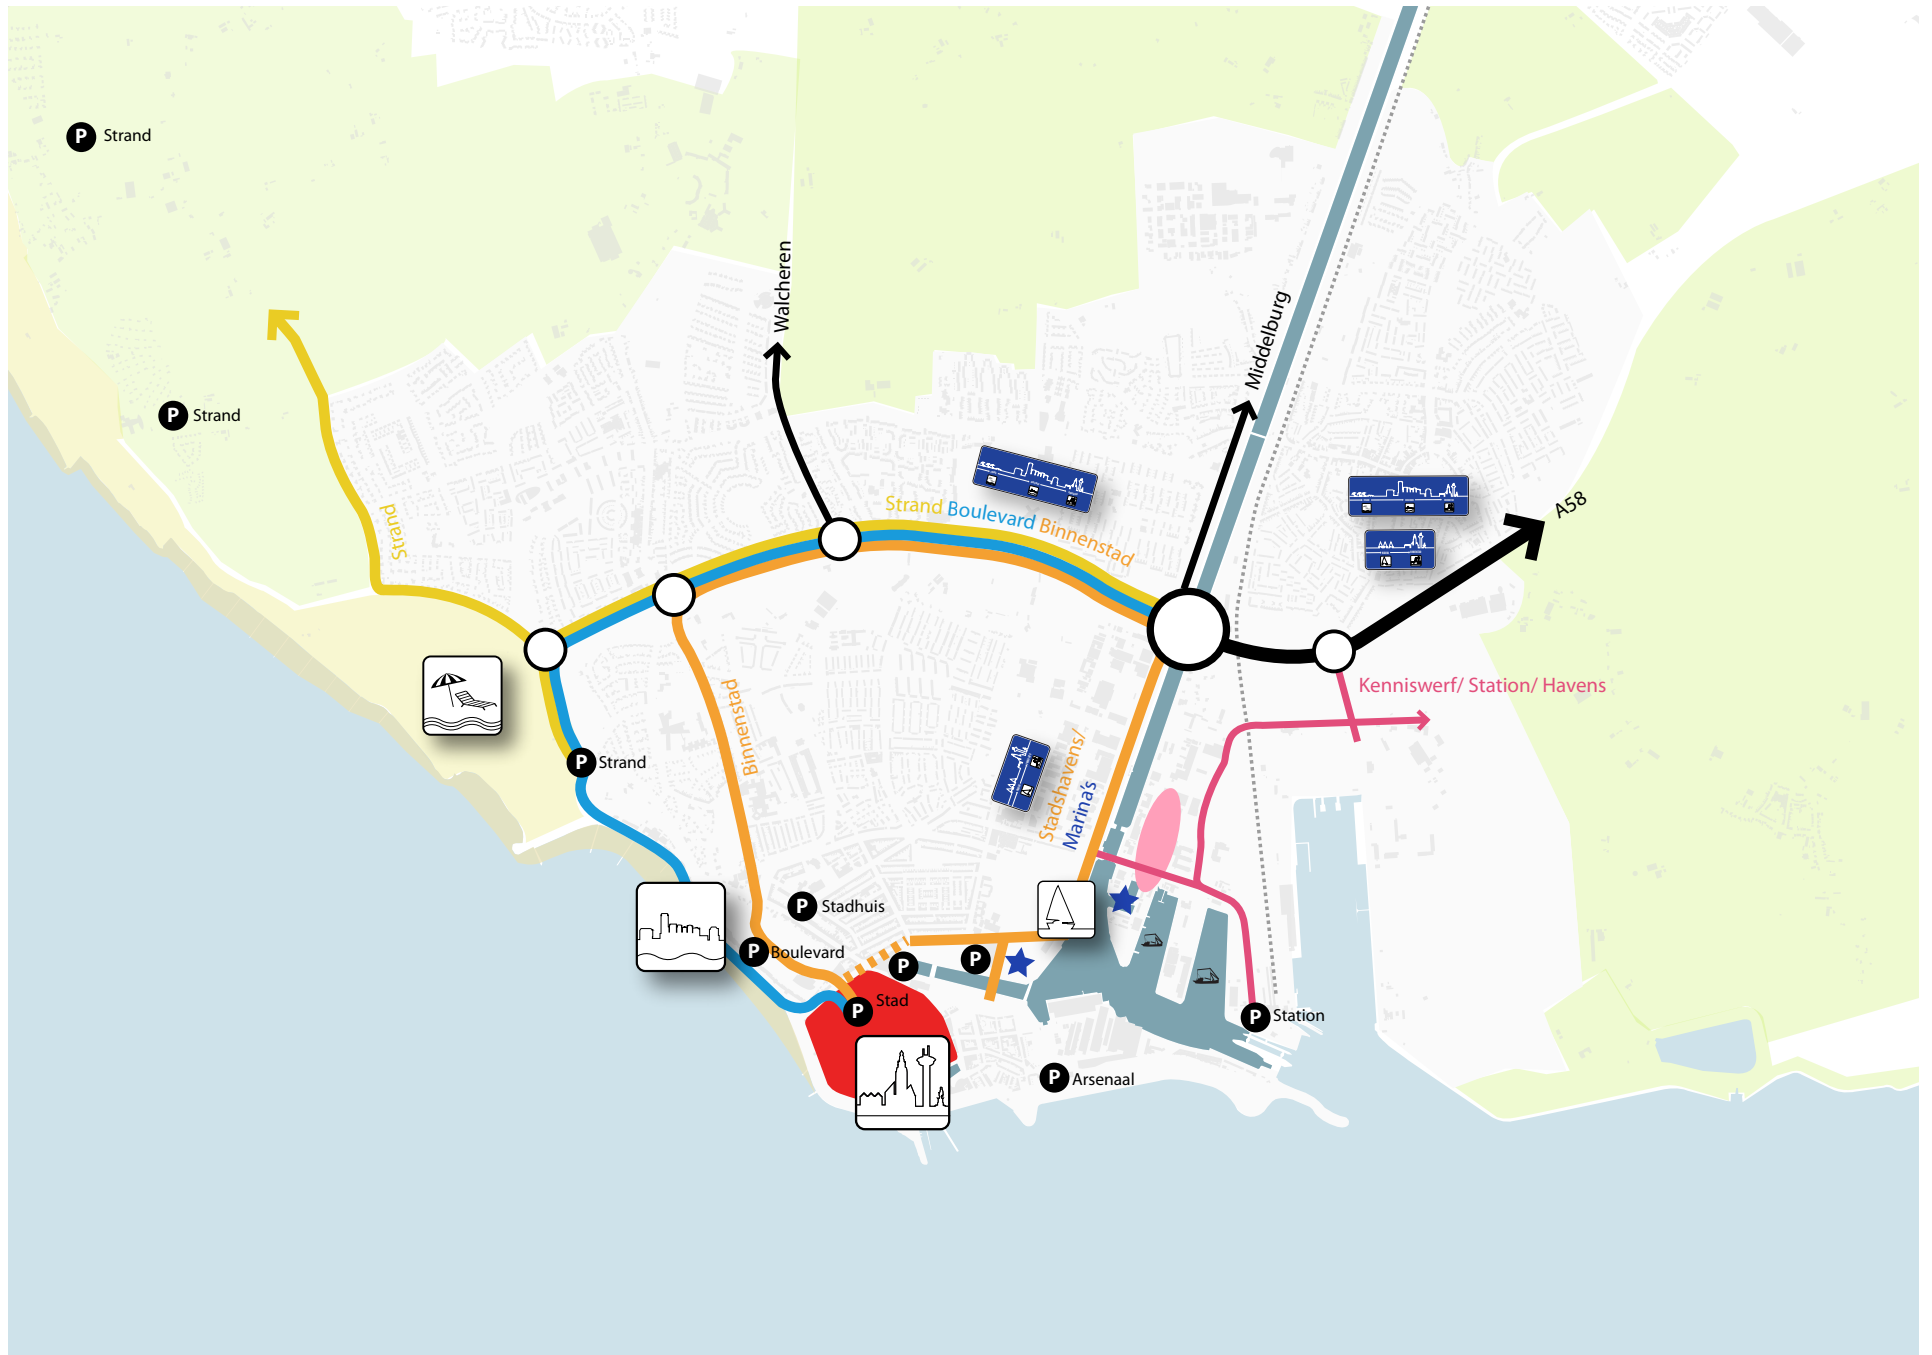 P Strand
Walcheren
Middelburg
P Strand
Strand Boulevard Binnenstad
A58
Strand
Kenniswerf/ Station/ Havens
Binnenstad
Stadshavens/
Marina's
P Strand
P Stadhuis
P Boulevard
P
P
Stad
P
P Station
P Arsenaal